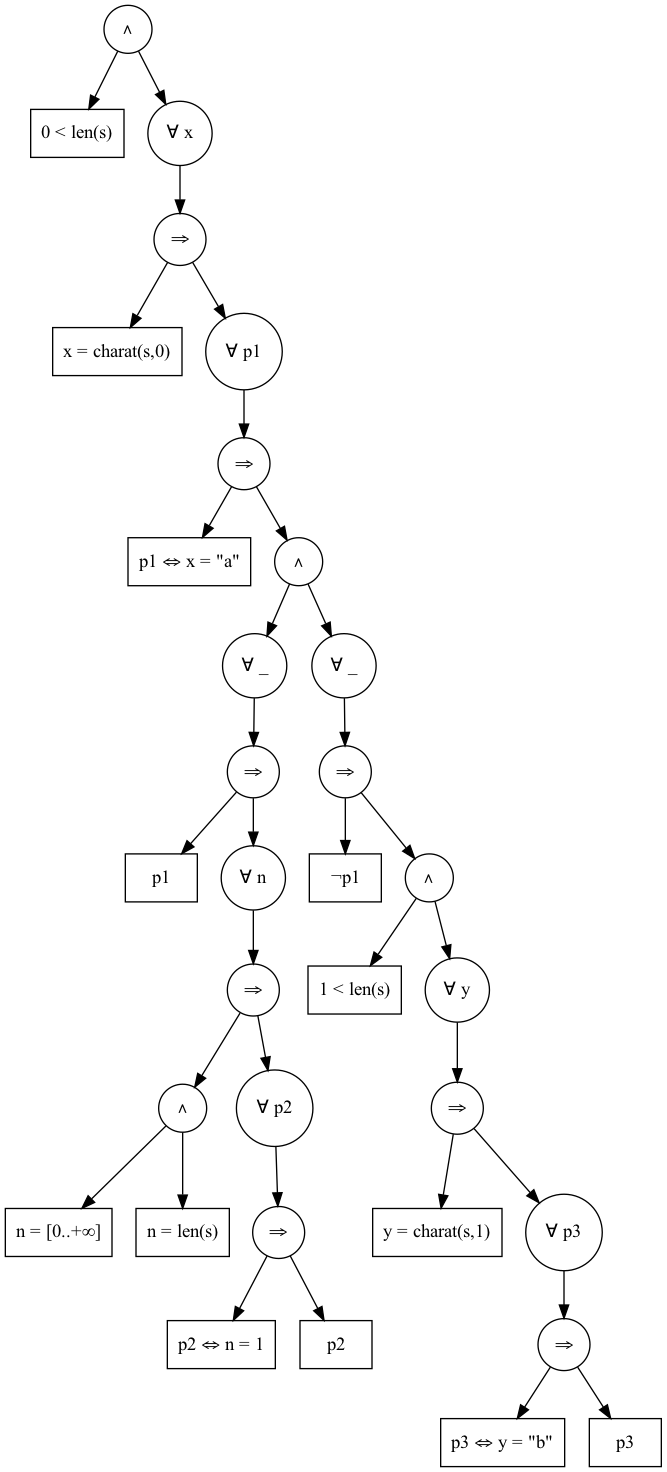 ∧
0 < len(s)
∀ x
⇒
x = charat(s,0)
∀ p1
⇒
p1 ⇔ x = "a"
∧
∀ _
∀ _
⇒
⇒
p1
∀ n
¬p1
∧
⇒
1 < len(s)
∀ y
∧
∀ p2
⇒
n = [0..+∞]
n = len(s)
⇒
y = charat(s,1)
∀ p3
p2 ⇔ n = 1
p2
⇒
p3 ⇔ y = "b"
p3